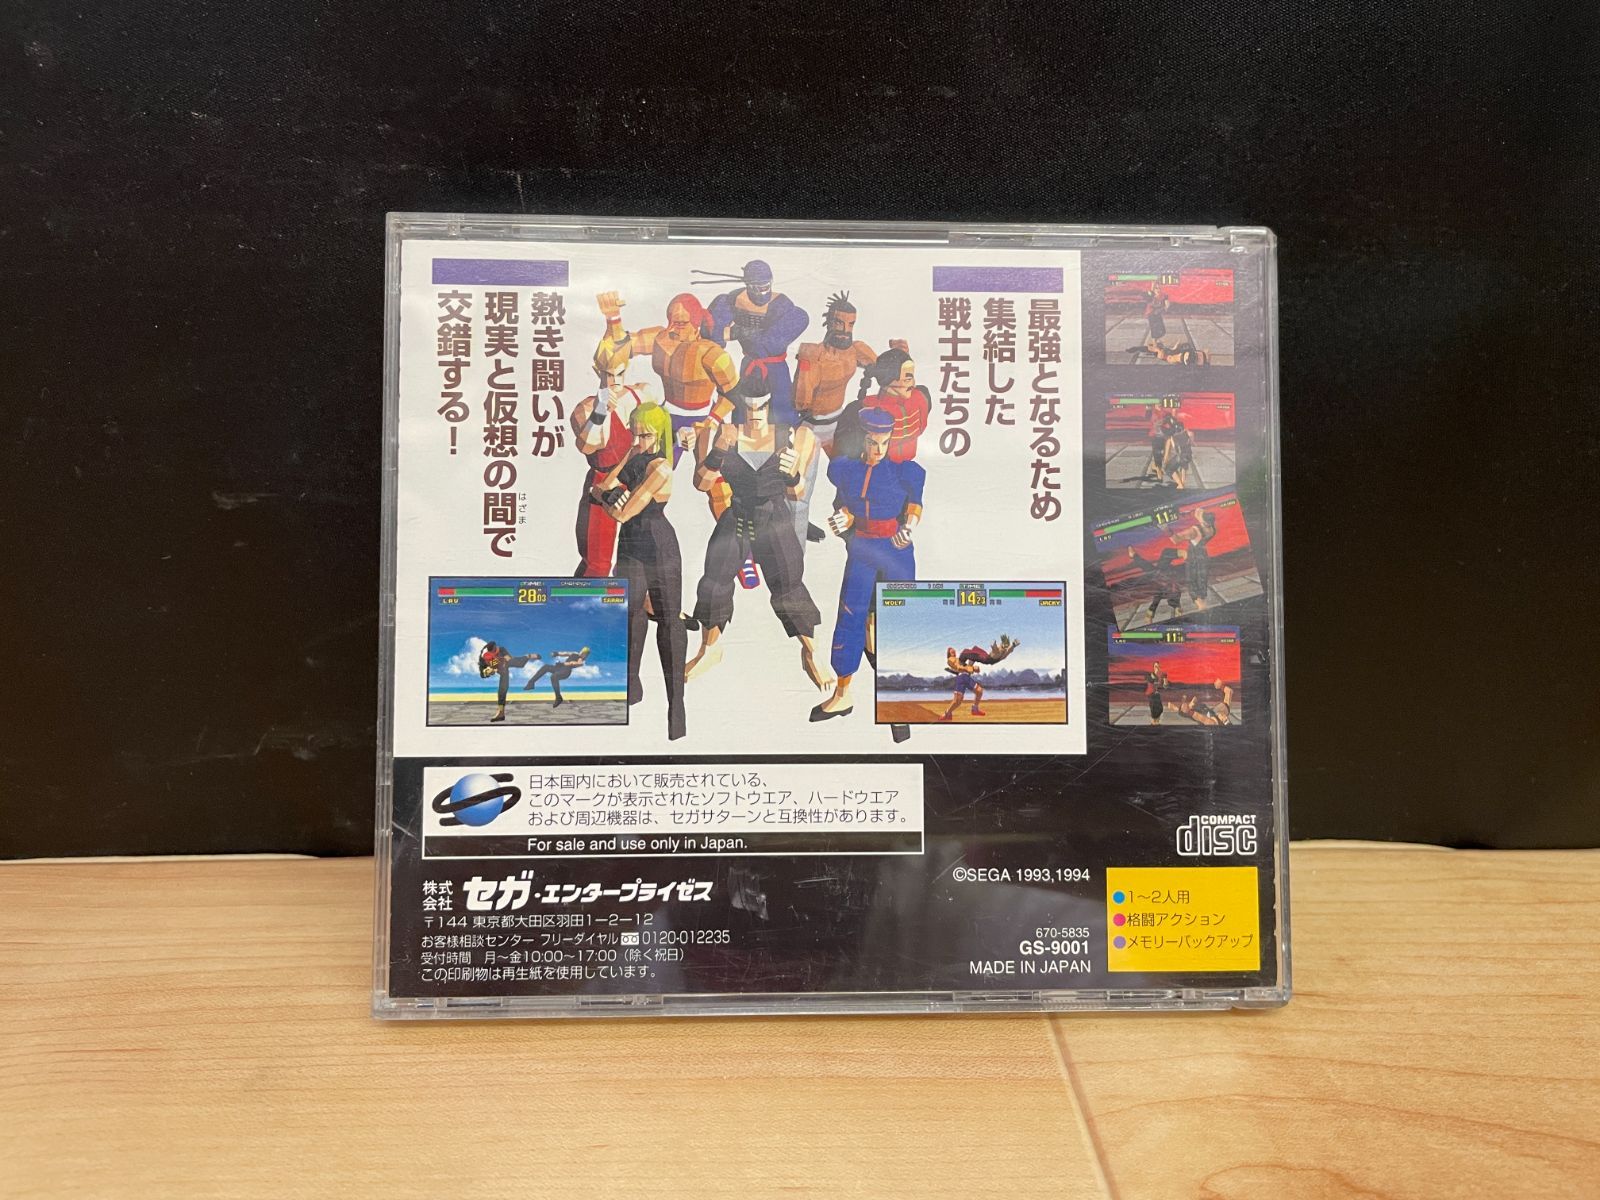 最強となるため
集結した
戦士たちの
熱き闘いが
現実と仮想の間で
はざま
交錯する！
TIME
LAU
28 03
SARAH
TIME
WOLF
14 23
JACKY
日本国内において販売されている、
このマークが表示されたソフトウエア、ハードウエア
および周辺機器は、セガサターンと互換性があります。
For sale and use only in Japan.
株式会社 セガ・エンタープライゼス
〒144 東京都大田区羽田1-2-12
お客様相談センター フリーダイヤル 0120-012235
受付時間 月〜金10:00〜17:00（除く祝日）
この印刷物は再生紙を使用しています。
©SEGA 1993,1994
670-5835
GS-9001
MADE IN JAPAN
COMPACT
disc
●1〜2人用
●格闘アクション
●メモリーバックアップ